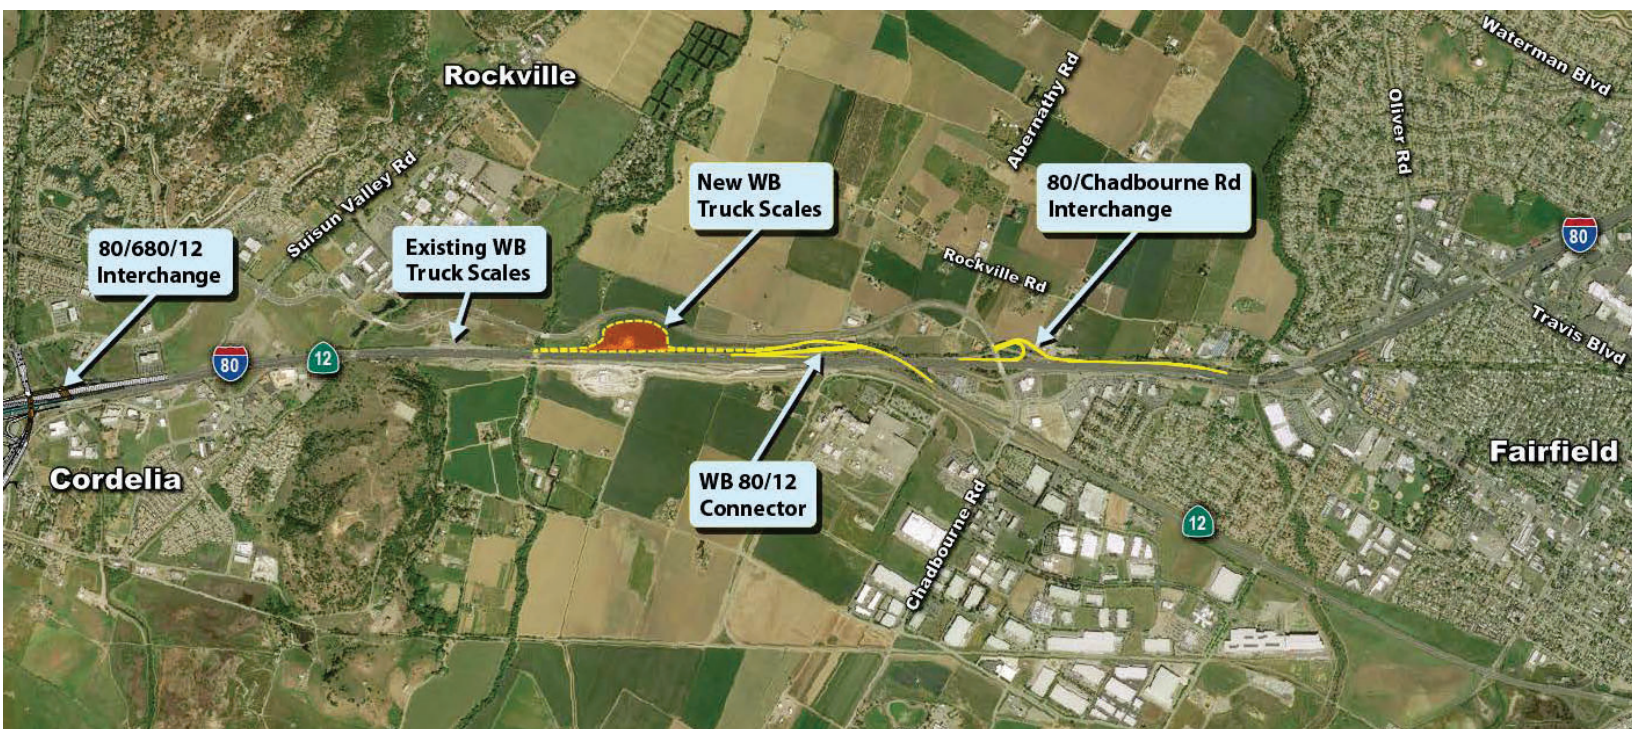 Waterman Blvd
Rockville
Abernathy Rd
Oliver Rd
Suisun Valley Rd
New WB
Truck Scales
80/Chadbourne Rd
Interchange
80/680/12
Interchange
Existing WB
Truck Scales
Rockville Rd
80
Travis Blvd
80
12
Cordelia
WB 80/12
Connector
Fairfield
Chadbourne Rd
12